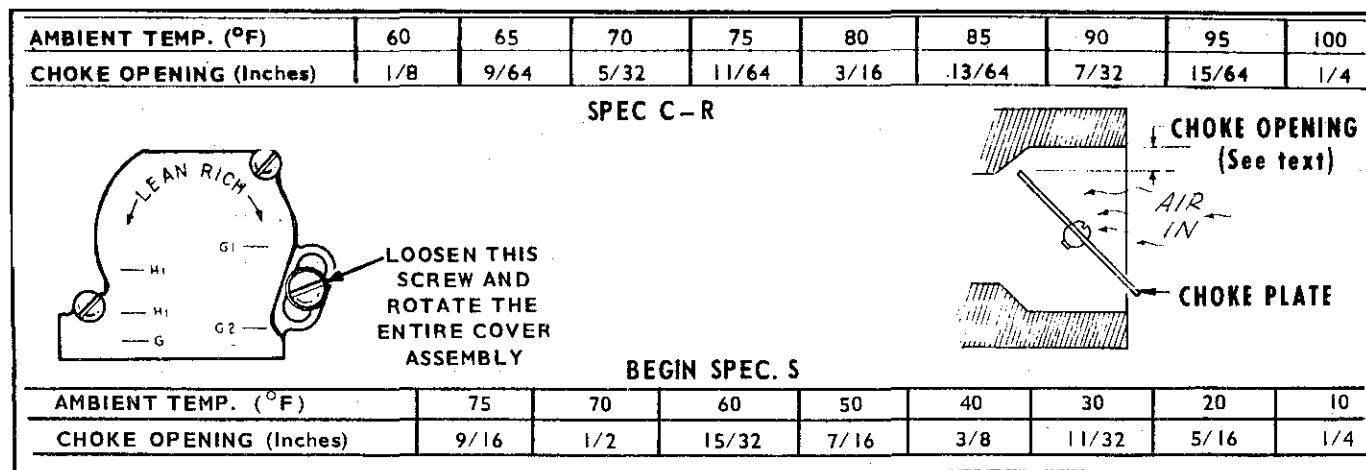 AMBIENT TEMP. (°F) 60 65 70 75 80 85 90 95 100
CHOKE OPENING (Inches) 1/8 9/64 5/32 11/64 3/16 13/64 7/32 15/64 1/4
SPEC C-R
LEAN RICH
G1
H1
H1
G2
G
LOOSEN THIS
SCREW AND
ROTATE THE
ENTIRE COVER
ASSEMBLY
CHOKE OPENING
(See text)
AIR
IN
CHOKE PLATE
BEGIN SPEC. S
AMBIENT TEMP. (°F) 75 70 60 50 40 30 20 10
CHOKE OPENING (Inches) 9/16 1/2 15/32 7/16 3/8 11/32 5/16 1/4